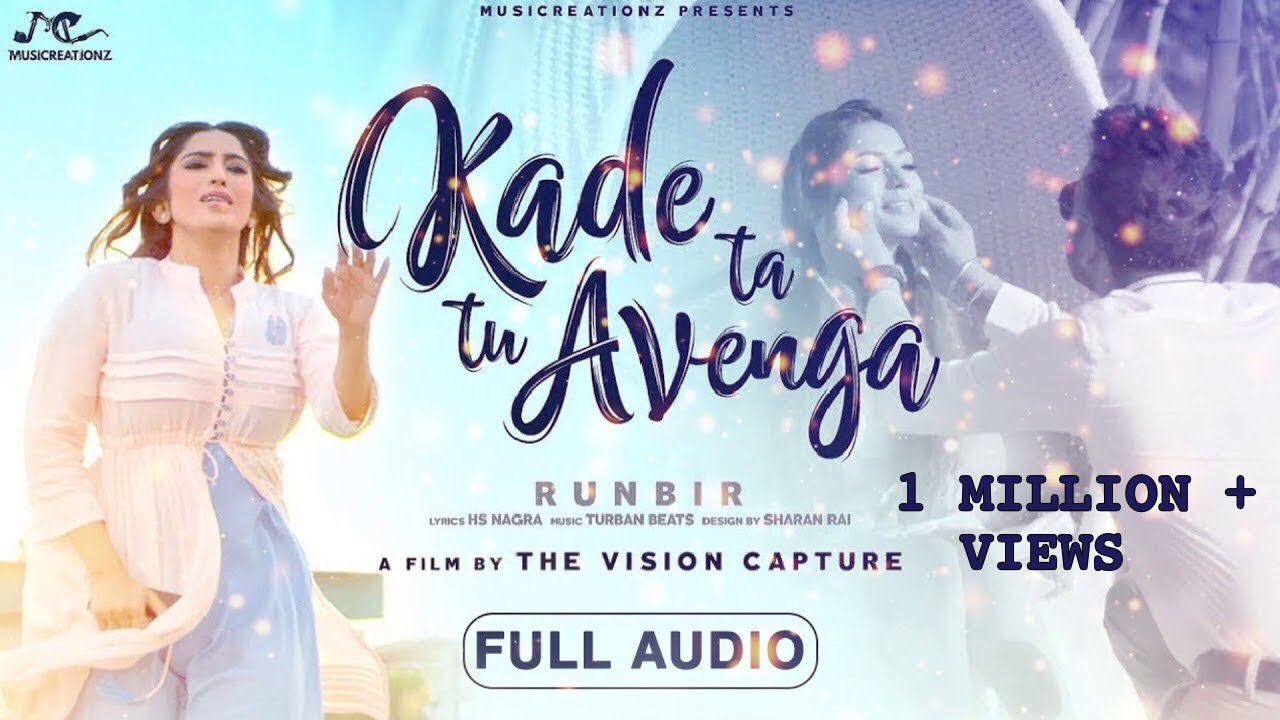 MUSICREATIONZ PRESENTS
MUSICREATIONZ
Kade
ta
tu Avenga
RUNBIR
LYRICS HS NAGRA MUSIC TURBAN BEATS DESIGN BY SHARAN RAI
A FILM BY THE VISION CAPTURE
1 MILLION +
VIEWS
FULL AUDIO